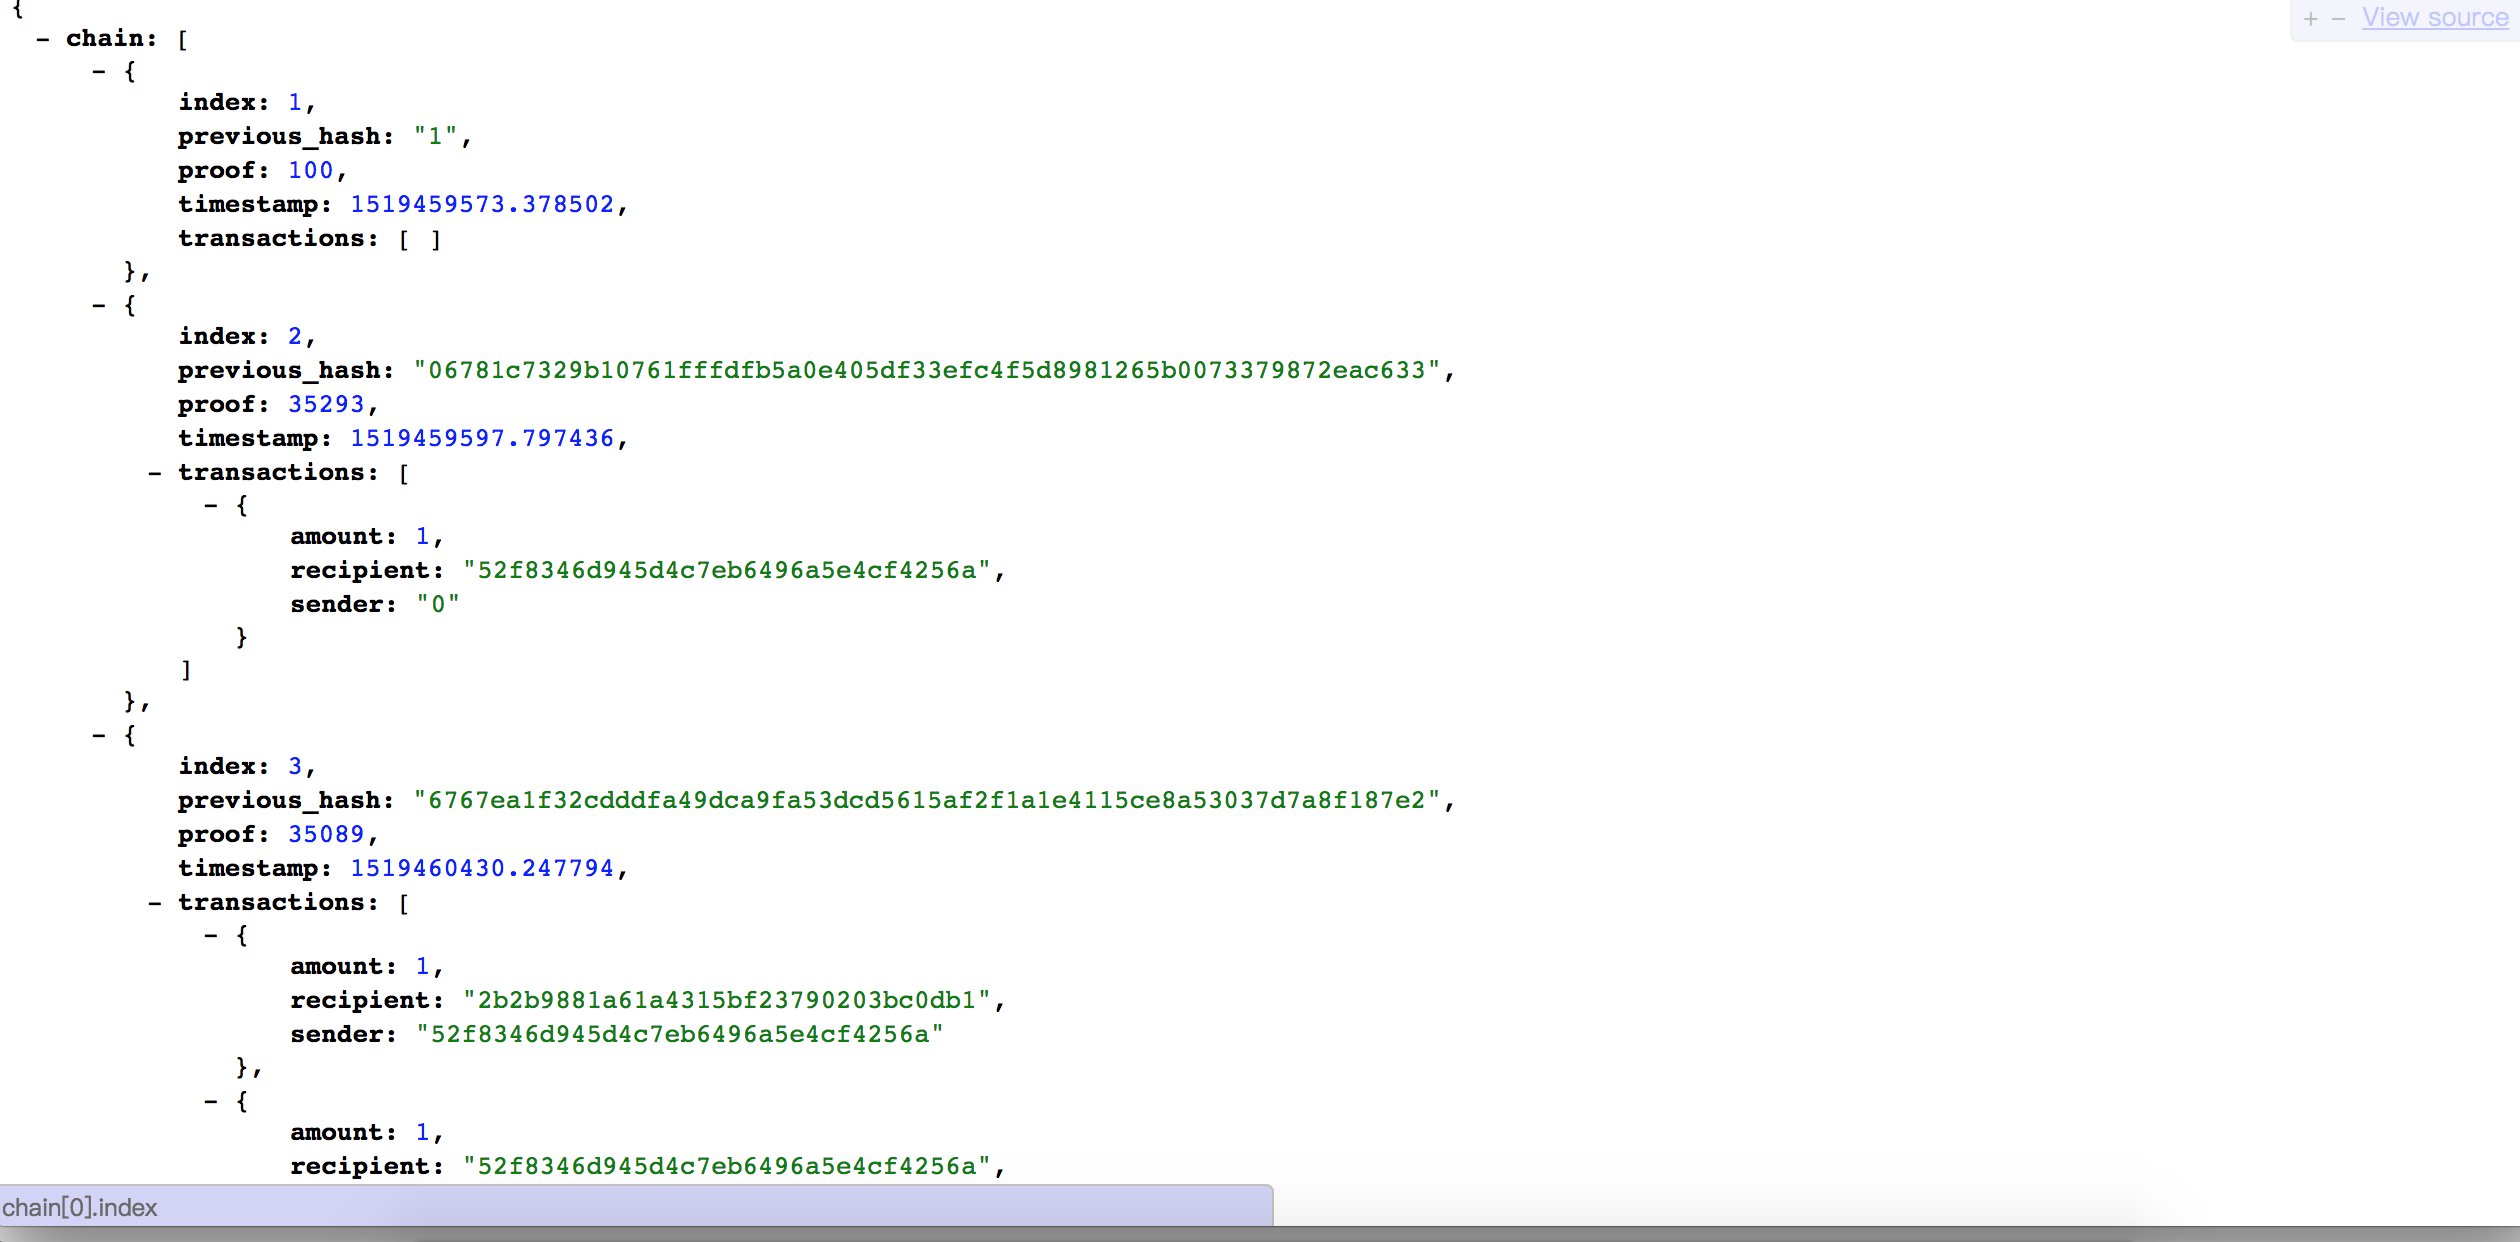 {
+ − View source
- chain: [
- {
index: 1,
previous_hash: "1",
proof: 100,
timestamp: 1519459573.378502,
transactions: [ ]
},
- {
index: 2,
previous_hash: "06781c7329b10761fffdfb5a0e405df33efc4f5d8981265b0073379872eac633",
proof: 35293,
timestamp: 1519459597.797436,
- transactions: [
- {
amount: 1,
recipient: "52f8346d945d4c7eb6496a5e4cf4256a",
sender: "0"
}
]
},
- {
index: 3,
previous_hash: "6767ea1f32cdddfa49dca9fa53dcd5615af2f1a1e4115ce8a53037d7a8f187e2",
proof: 35089,
timestamp: 1519460430.247794,
- transactions: [
- {
amount: 1,
recipient: "2b2b9881a61a4315bf23790203bc0db1",
sender: "52f8346d945d4c7eb6496a5e4cf4256a"
},
- {
amount: 1,
recipient: "52f8346d945d4c7eb6496a5e4cf4256a",
chain[0].index